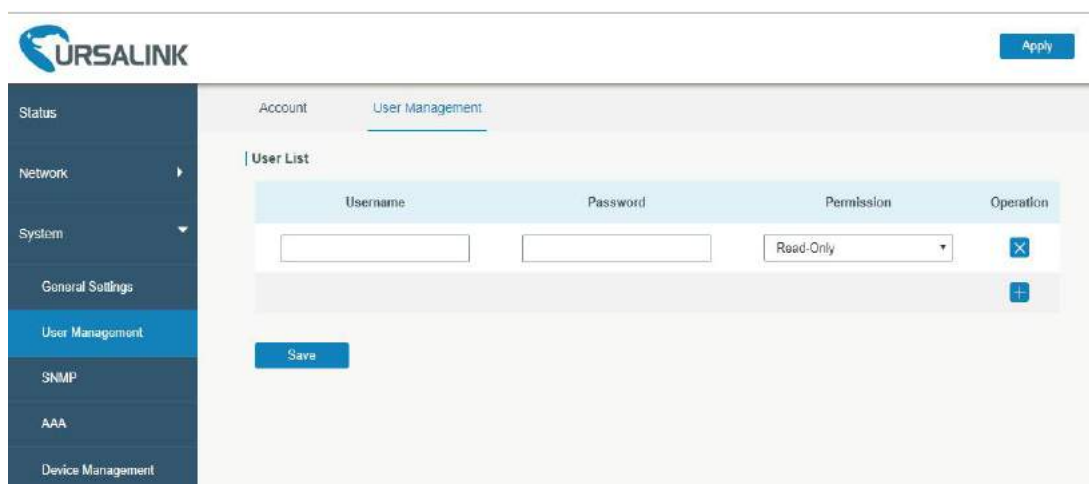 URSALINK
Apply
Status
Network
System
General Settings
User Management
SNMP
AAA
Device Management
Account User Management
User List
Username Password Permission Operation
Read-Only
Save